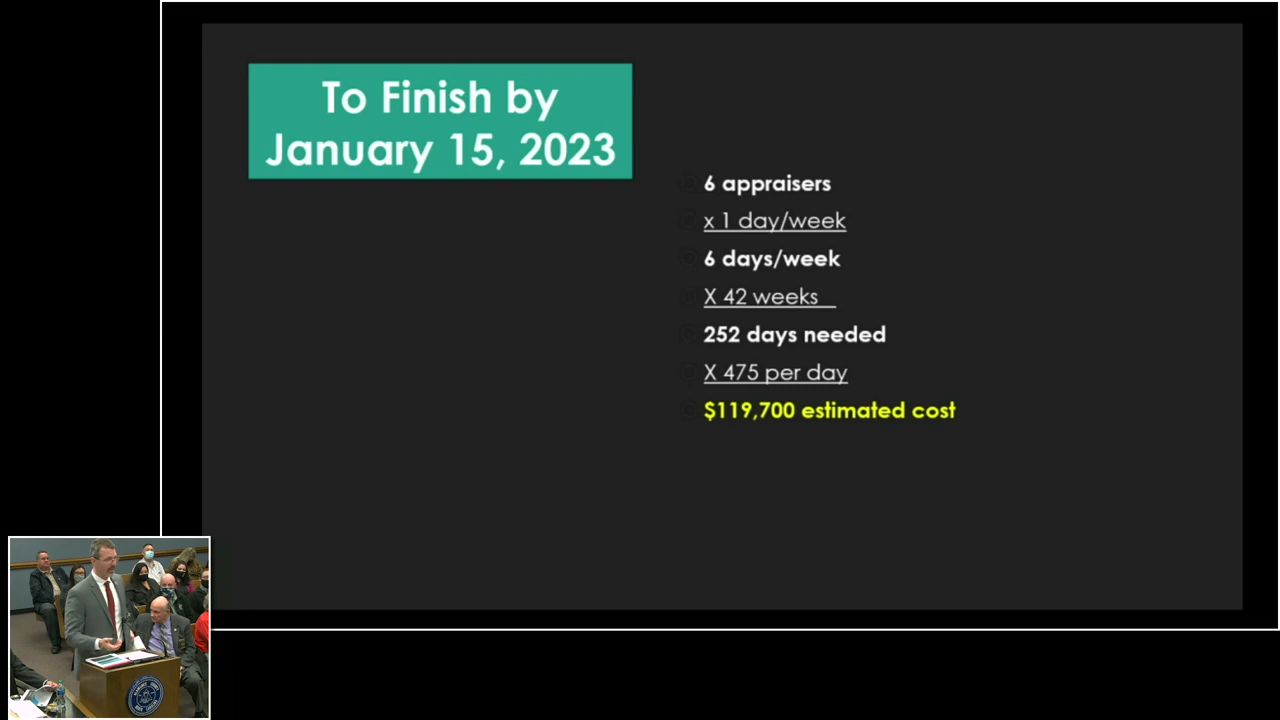 To Finish by
January 15, 2023
6 appraisers
x 1 day/week
6 days/week
X 42 weeks
252 days needed
X 475 per day
$119,700 estimated cost